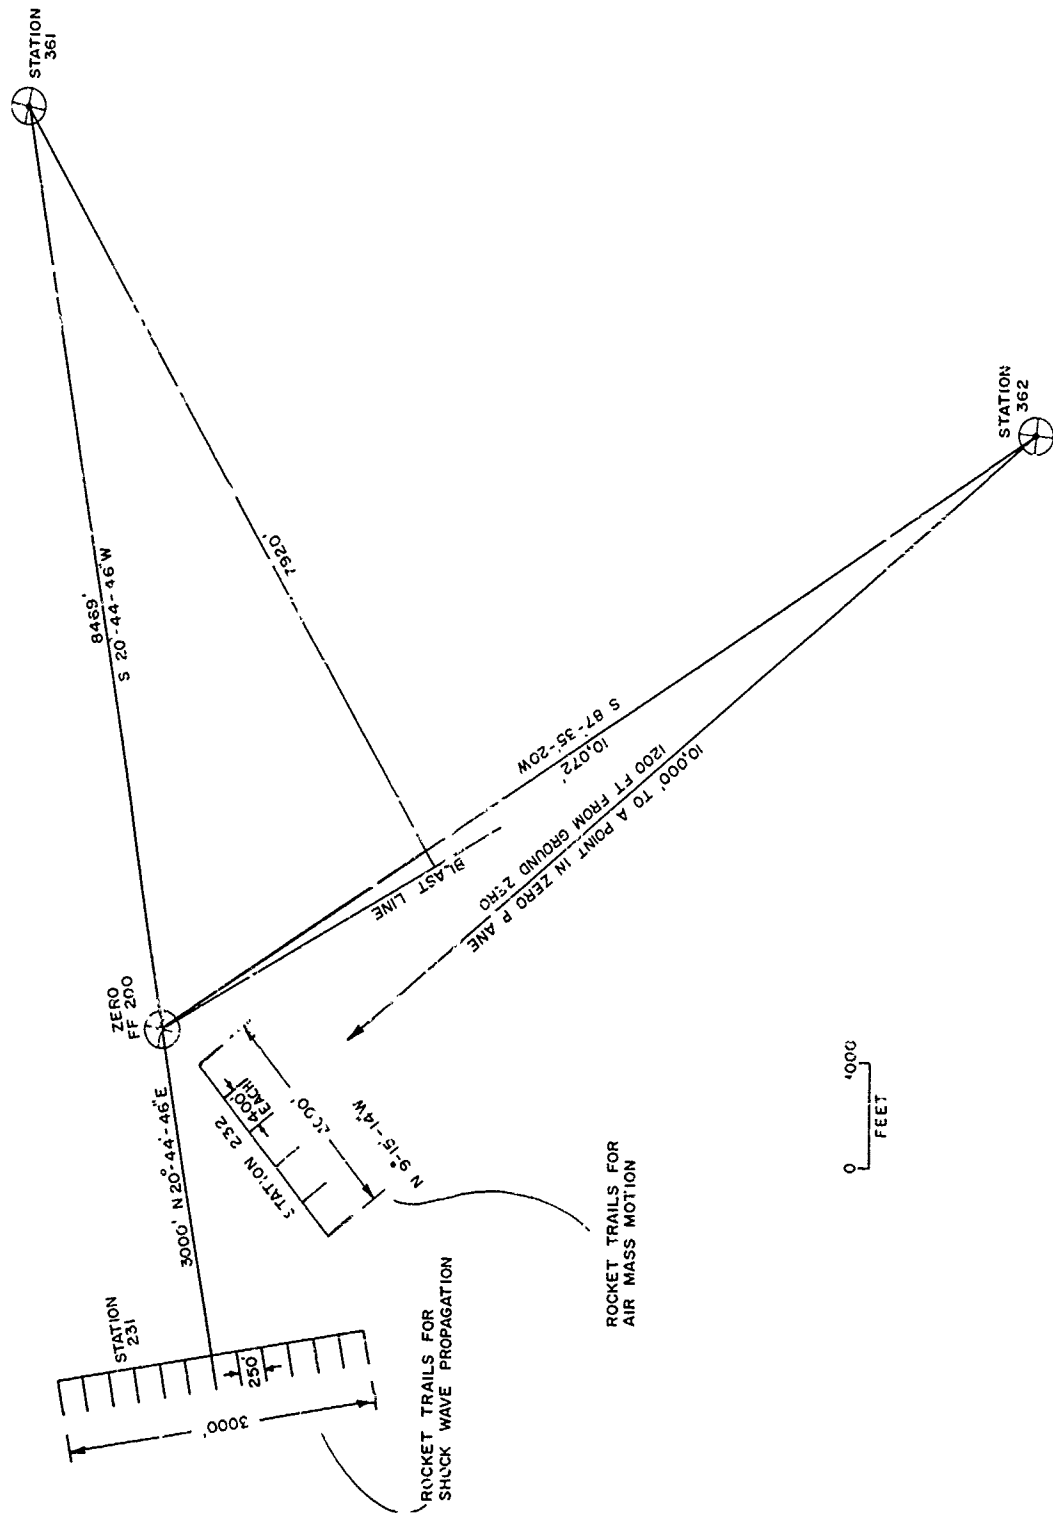 STATION
361
8489'
S 20°-44'-46"W
7920'
ZERO
FF 200
3000' N 20°-44'-46"E
STATION
231
250'
3000'
ROCKET TRAILS FOR
SHOCK WAVE PROPAGATION
STATION 232
400'
(EACH)
N 9°-15'-14"W
ROCKET TRAILS FOR
AIR MASS MOTION
BLAST LINE
S 87°-35'-20W
10,072'
10,000' TO A POINT IN ZERO P ANE
1200 FT FROM GROUND ZERO
STATION
362
0
1000
FEET